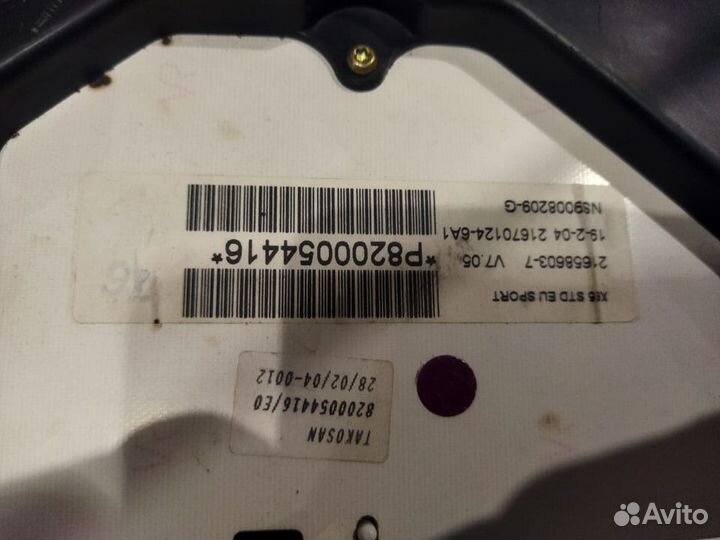 X65 STD EU SPORT
21658603-7 V7.05
19-2-04 21670124-6A1
NS9008209-G
*P8200054416*
TAKOSAN
8200054416/E0
28/02/04-0012
Avito